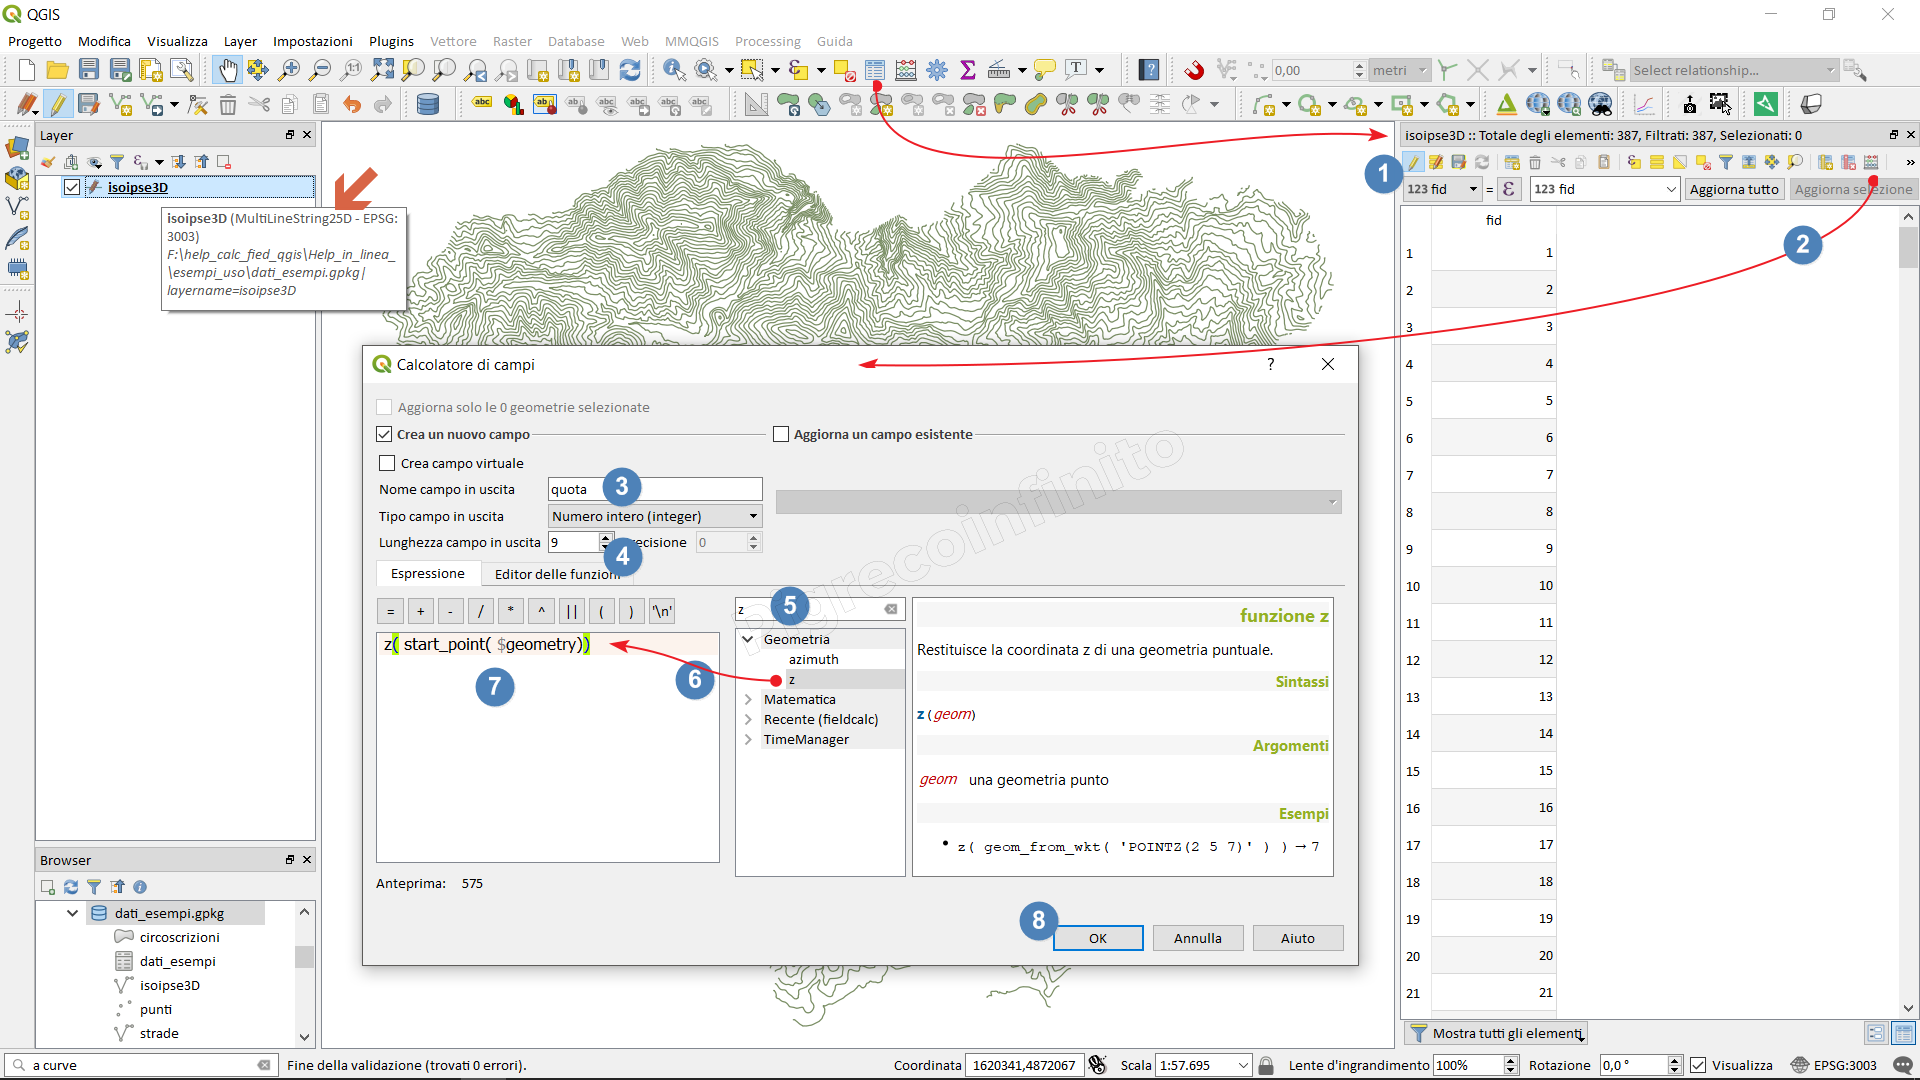 QGIS
Progetto Modifica Visualizza Layer Impostazioni Plugins Vettore Raster Database Web MMQGIS Processing Guida
0,00 metri Select relationship...
abc abc abc abc abc abc abc
Layer
isoipse3D
isoipse3D (MultiLineString25D - EPSG:
3003)
F:\help_calc_fied_qgis\Help_in_linea_
\esempi_uso\dati_esempi.gpkg|
layername=isoipse3D
isoipse3D :: Totale degli elementi: 387, Filtrati: 387, Selezionati: 0
1
123 fid = ε 123 fid Aggiorna tutto Aggiorna selezione
2
fid
1 1
2 2
3 3
4 4
5 5
6 6
7 7
8 8
9 9
10 10
11 11
12 12
13 13
14 14
15 15
16 16
17 17
18 18
19 19
20 20
21 21
Mostra tutti gli elementi
Calcolatore di campi ?
Aggiorna solo le 0 geometrie selezionate
Crea un nuovo campo
Aggiorna un campo esistente
Crea campo virtuale
Nome campo in uscita quota 3
Tipo campo in uscita Numero intero (integer)
Lunghezza campo in uscita 9 4 ecisione 0
Espressione Editor delle funzioni
= + - / * ^ || ( ) '\n'
z( start_point( $geometry))
7
6
z 5
Geometria
azimuth
z
Matematica
Recente (fieldcalc)
TimeManager
funzione z
Restituisce la coordinata z di una geometria puntuale.
Sintassi
z(geom)
Argomenti
geom una geometria punto
Esempi
• z( geom_from_wkt( 'POINTZ(2 5 7)' ) ) → 7
Pigrecoinfinito
Anteprima: 575
8
OK Annulla Aiuto
Browser
dati_esempi.gpkg
circoscrizioni
dati_esempi
isoipse3D
punti
strade
a curve
Fine della validazione (trovati 0 errori).
Coordinata 1620341,4872067 Scala 1:57.695 Lente d'ingrandimento 100% Rotazione 0,0 ° Visualizza EPSG:3003